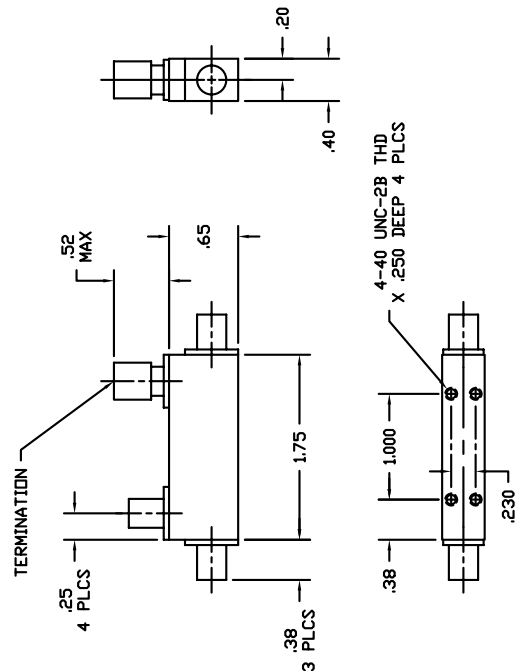 .20
.40
.52
MAX
.65
4-40 UNC-2B THD
X .250 DEEP 4 PLCS
TERMINATION
1.75
1.000
.25
4 PLCS
.38
.230
.38
3 PLCS